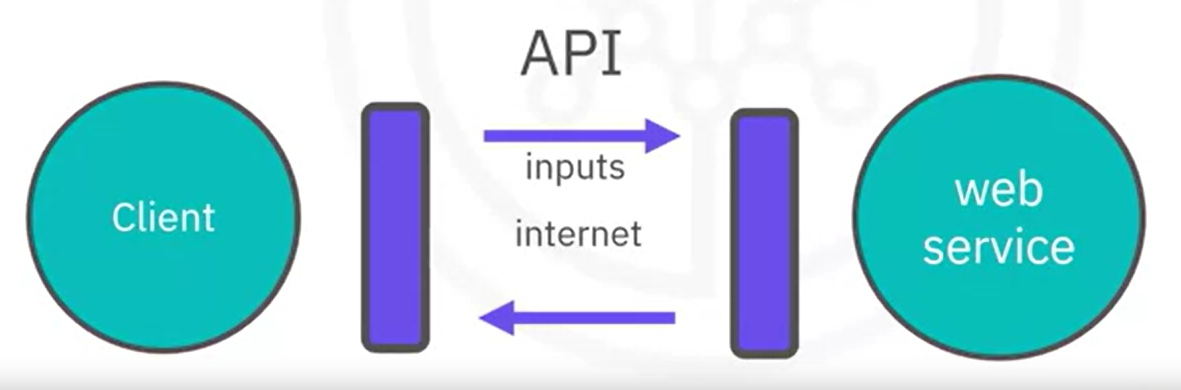 API
Client
inputs
internet
web
service